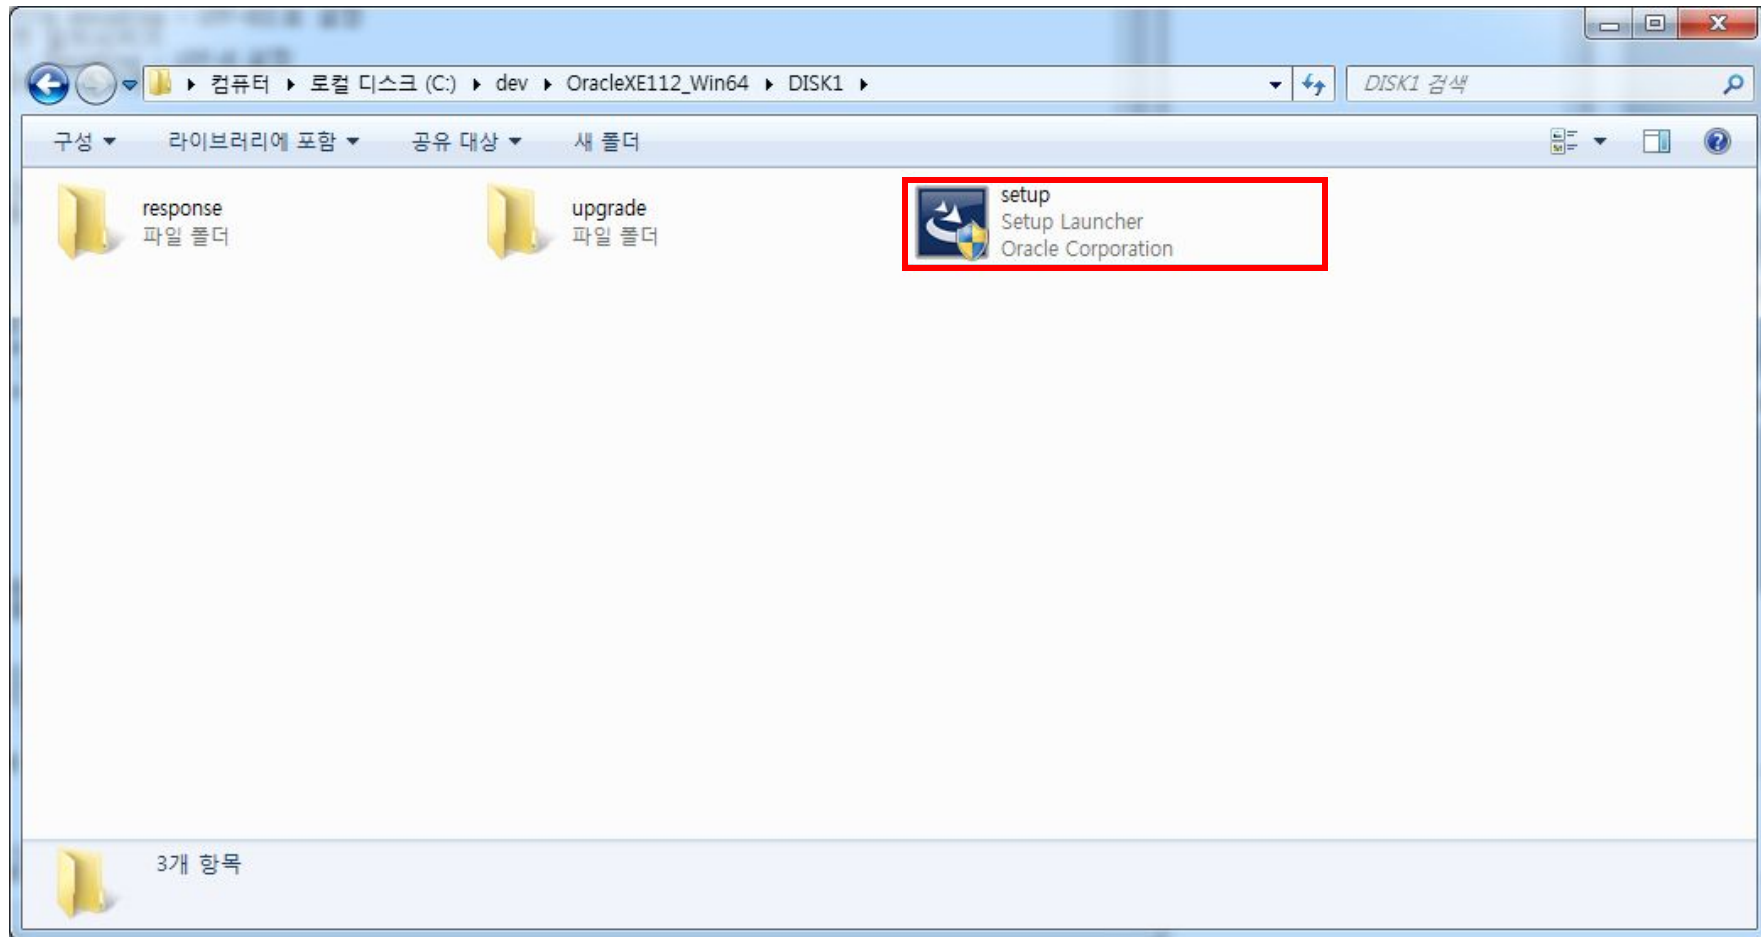 컴퓨터 로컬 디스크 (C:) dev OracleXE112_Win64 DISK1 DISK1 검색
구성 라이브러리에 포함 공유 대상 새 폴더
response
파일 폴더
upgrade
파일 폴더
setup
Setup Launcher
Oracle Corporation
3개 항목